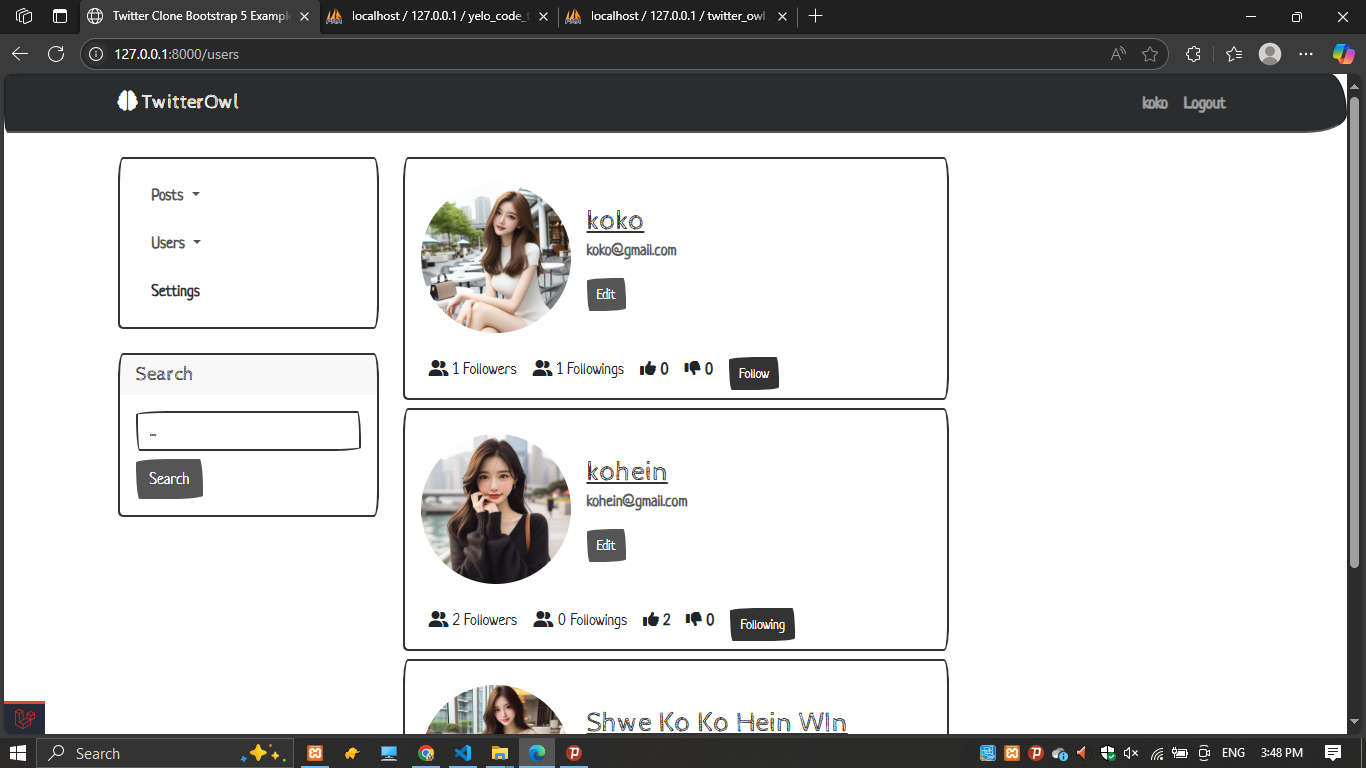 Twitter Clone Bootstrap 5 Example
localhost / 127.0.0.1 / yelo_code_t
localhost / 127.0.0.1 / twitter_owl
127.0.0.1:8000/users
TwitterOwl
koko Logout
Posts
Users
Settings
Search
...
Search
koko
koko@gmail.com
Edit
1 Followers 1 Followings 0 0 Follow
kohein
kohein@gmail.com
Edit
2 Followers 0 Followings 2 0 Following
Shwe Ko Ko Hein WIn
Search
ENG 3:48 PM